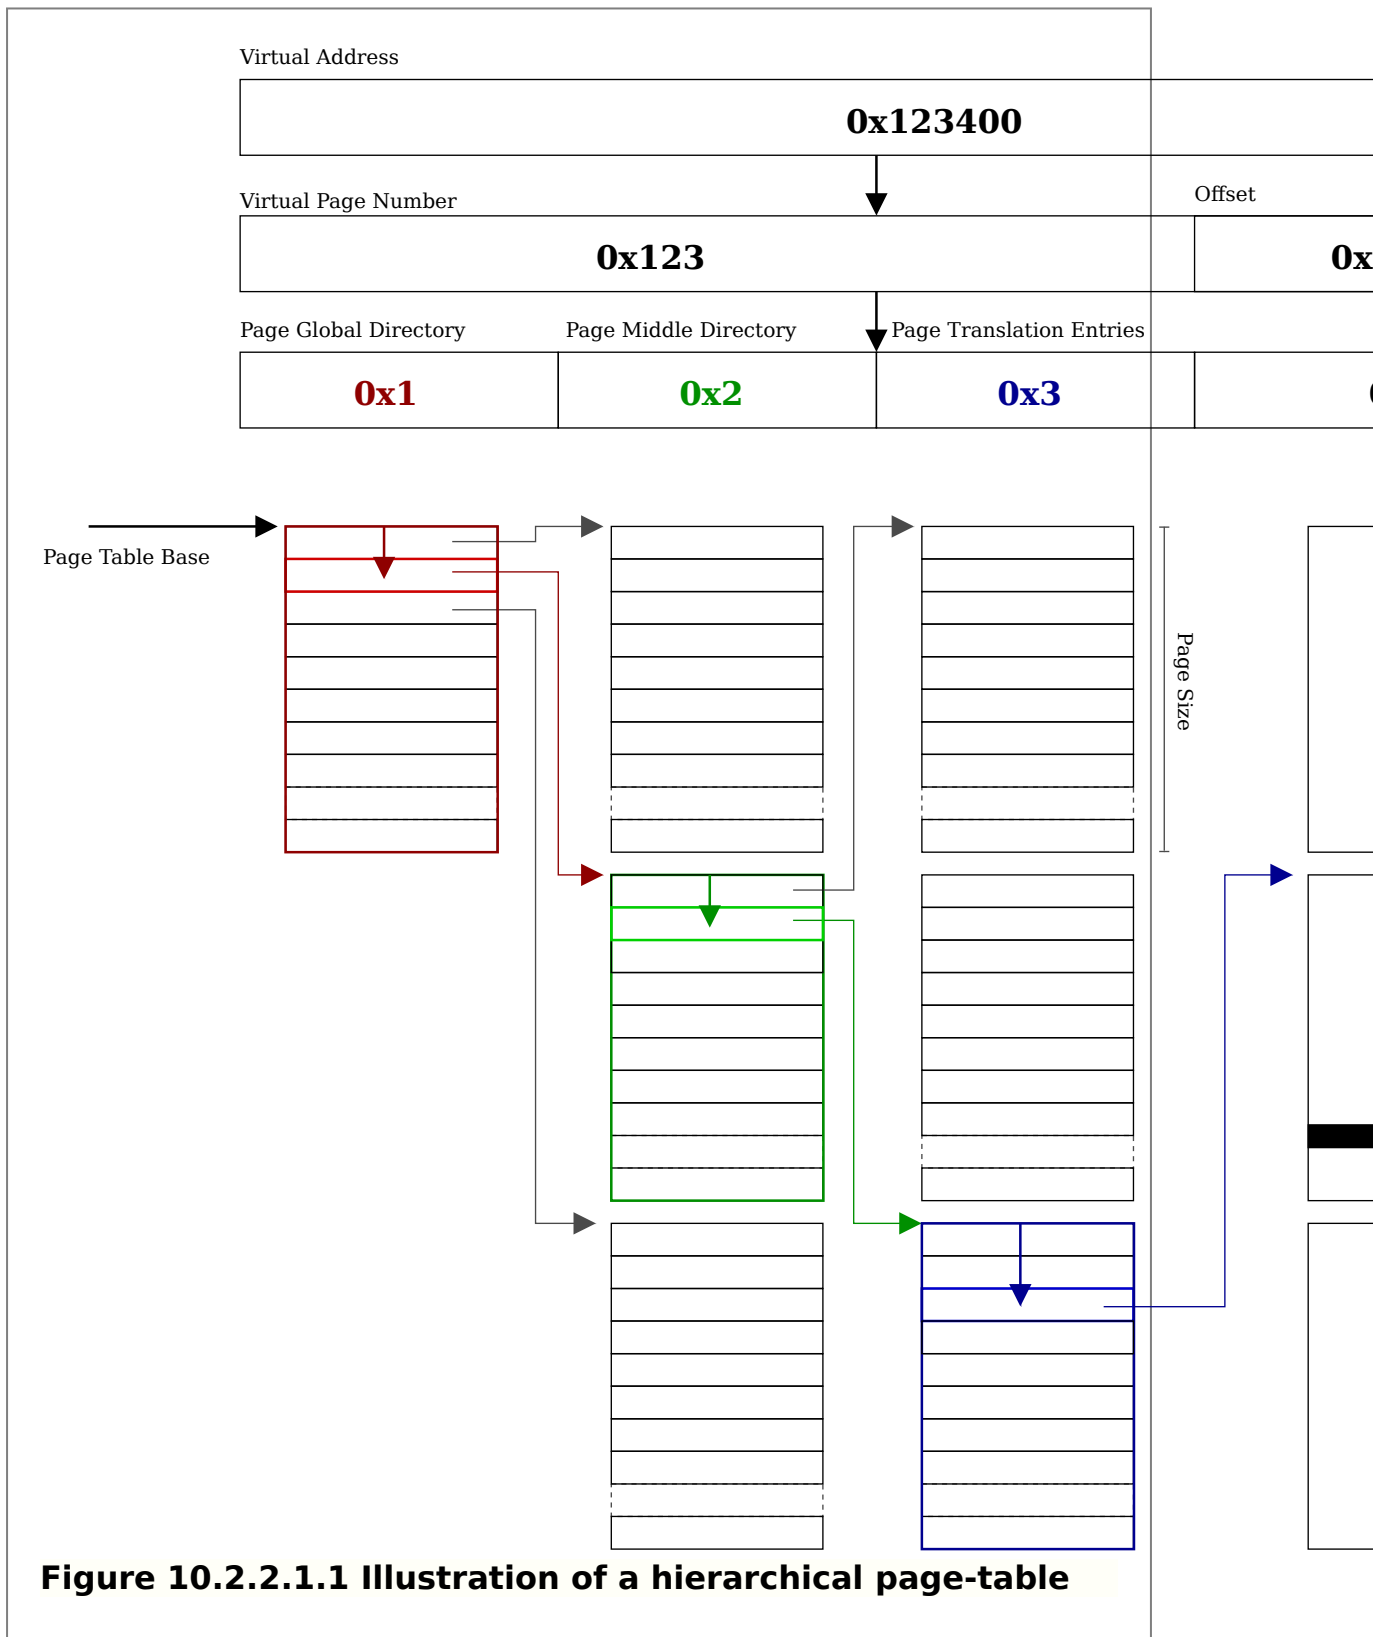 Virtual Address
0x123400
Virtual Page Number
Offset
0x123
Page Global Directory
Page Middle Directory
Page Translation Entries
0x1
0x2
0x3
Page Table Base
Page Size
Figure 10.2.2.1.1 Illustration of a hierarchical page-table